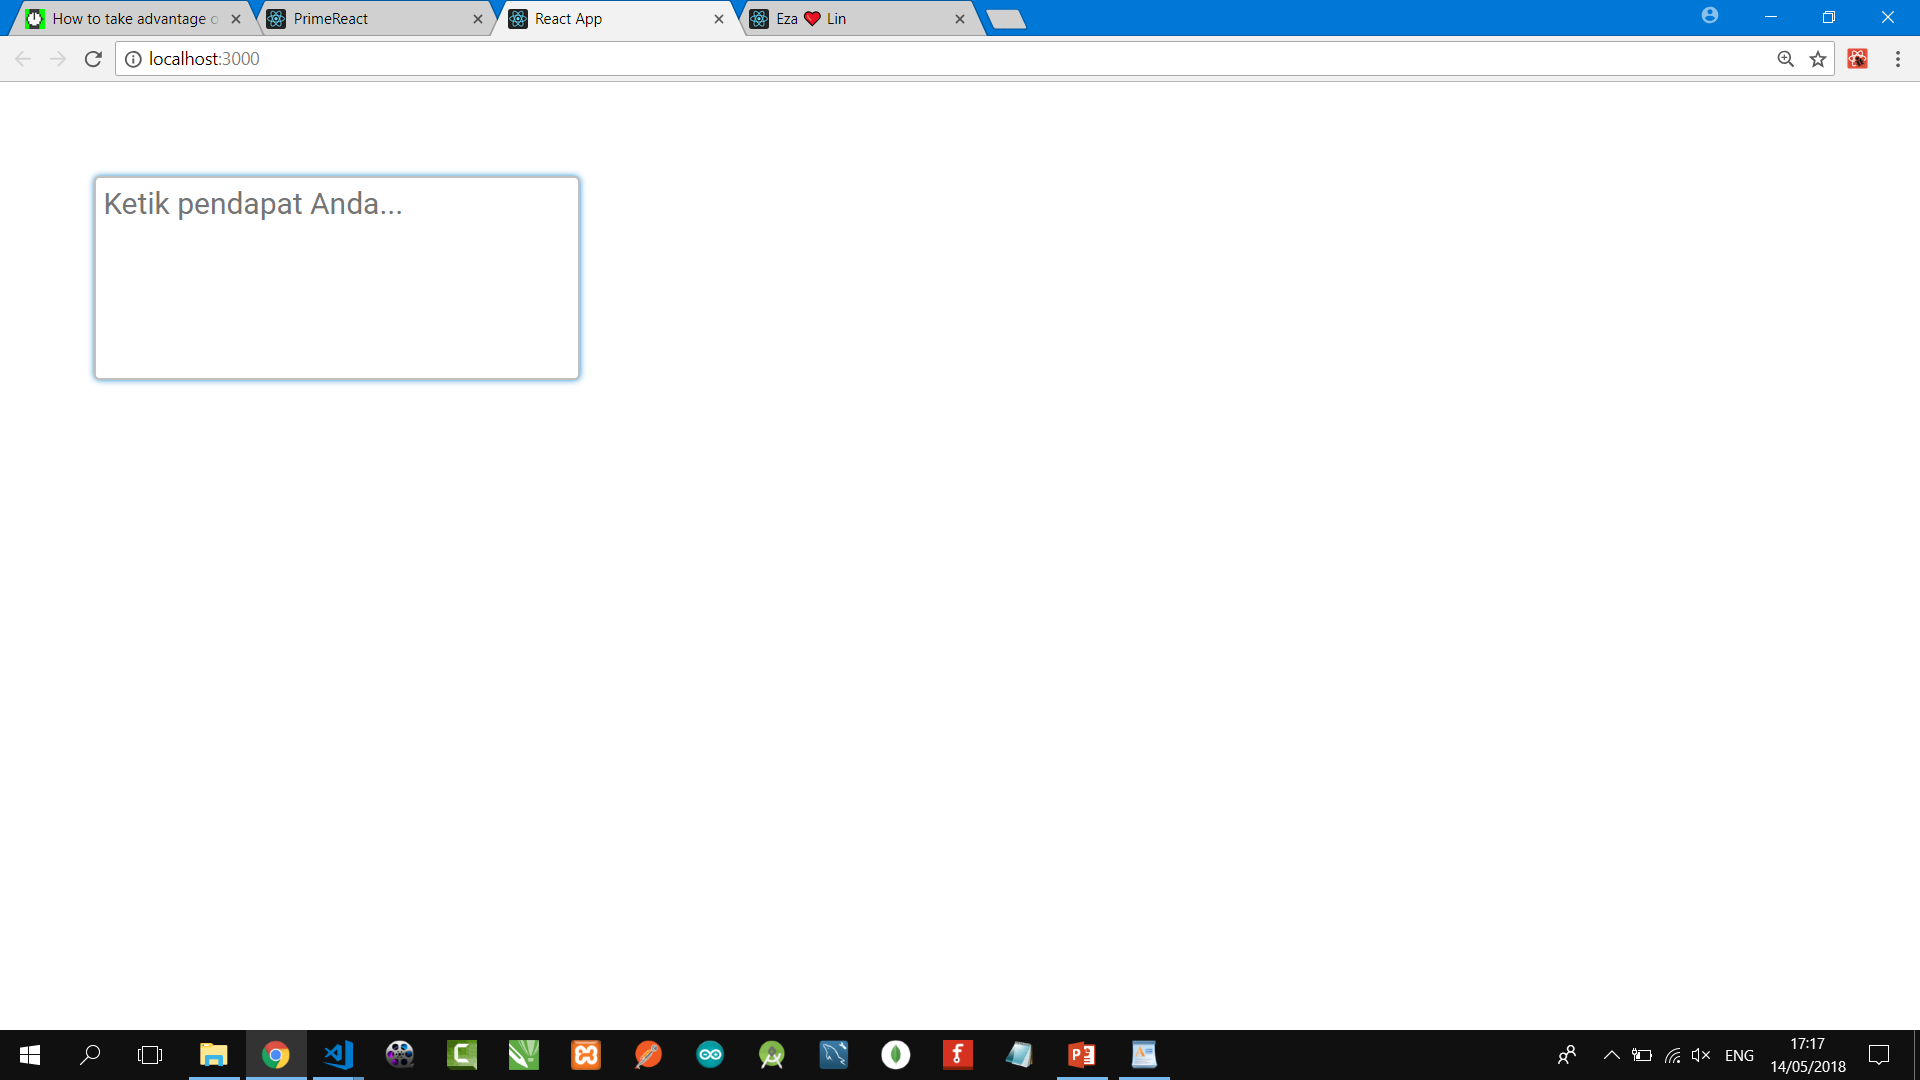 How to take advantage o
PrimeReact
React App
Eza ❤ Lin
localhost:3000
Ketik pendapat Anda...
ENG
17:17
14/05/2018